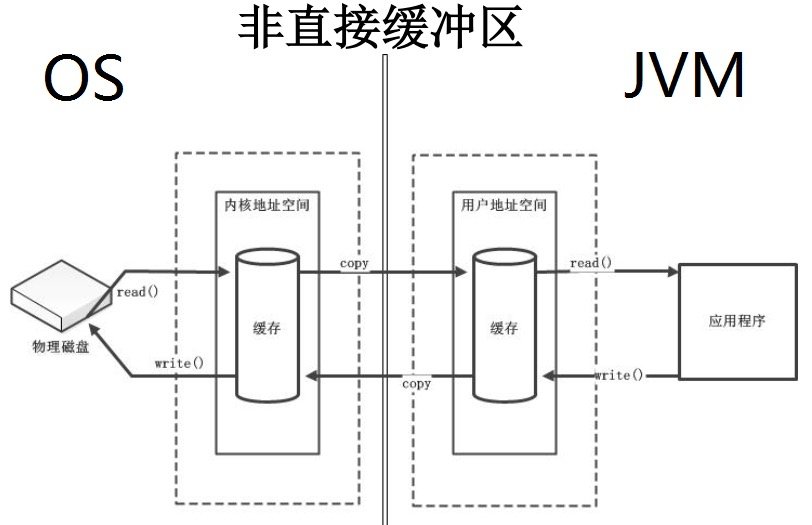 非直接缓冲区
OS
JVM
内核地址空间
用户地址空间
copy
read()
read()
缓存
缓存
应用程序
物理磁盘
write()
copy
write()